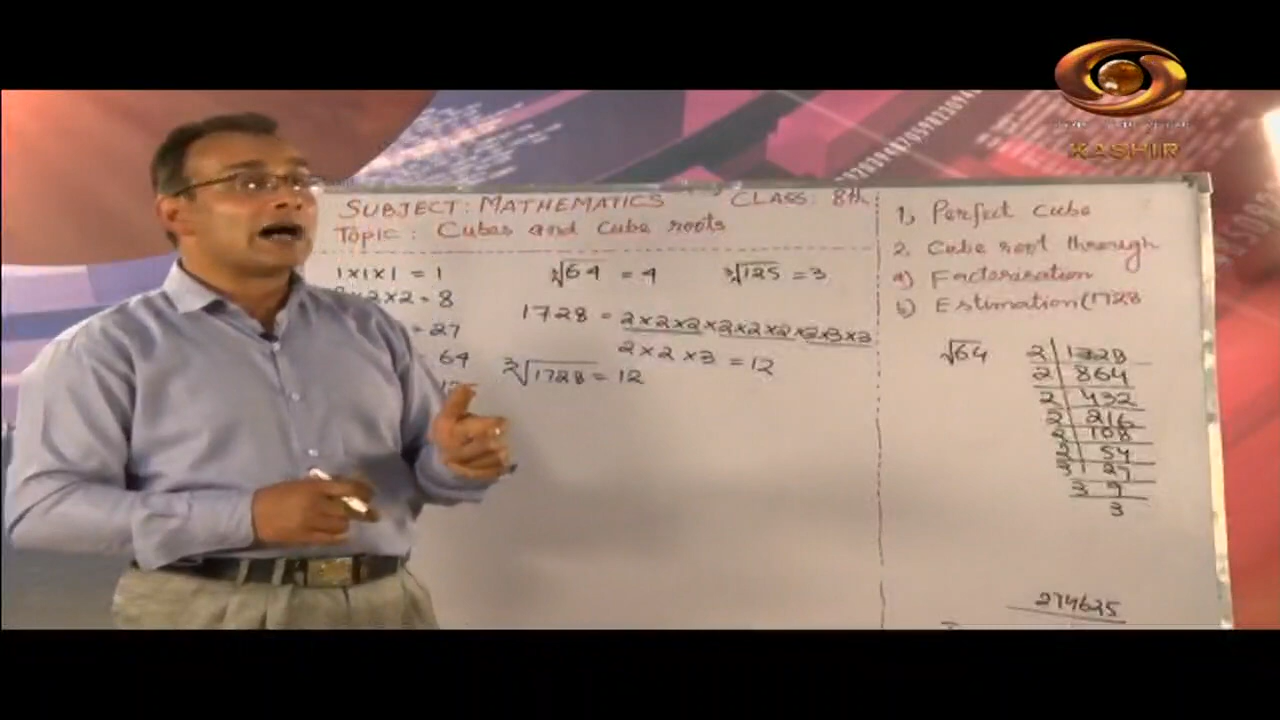 KASHIR
SUBJECT: MATHEMATICS CLASS: 8th
Topic: Cubes and Cube roots
1×1×1 = 1
×2×2 = 8
= 27
64
∛64 = 4
∛125 = 3
1728 = 2×2×2×2×2×2×3×3×3
2×2×3 = 12
∛1728 = 12
1, Perfect cube
2. Cube root through
a) Factorisation
b) Estimation(1728
√64
2 1728
2 864
2 432
2 216
2 108
2 54
3 27
3 9
3
274625